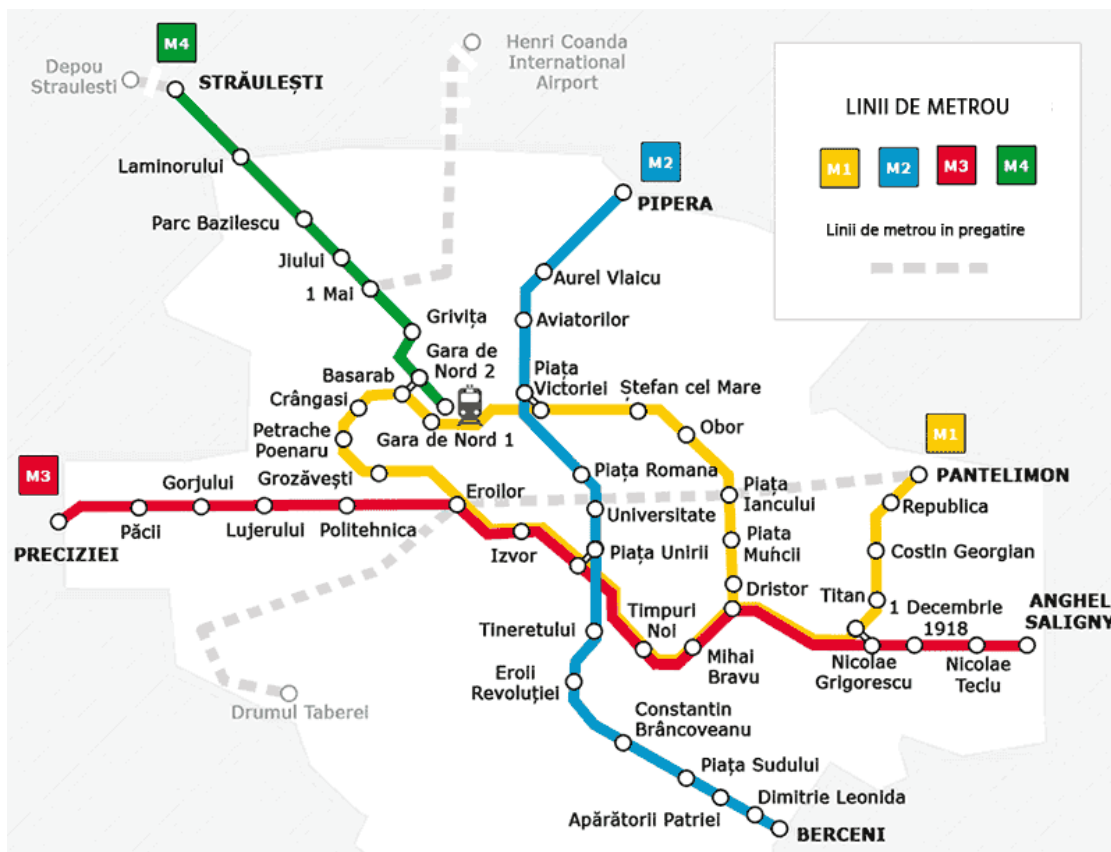 M4
Depou
Straulesti
STRĂULEȘTI
Henri Coanda
International
Airport
LINII DE METROU
M1
M2
M3
M4
Linii de metrou in pregatire
Laminorului
Parc Bazilescu
Jiului
1 Mai
Grivița
Gara de
Nord 2
Basarab
Crângasi
Petrache
Poenaru
Grozăvești
Gara de Nord 1
M2
PIPERA
Aurel Vlaicu
Aviatorilor
Piața
Victoriei
Ștefan cel Mare
Obor
M1
PANTELIMON
Republica
Costin Georgian
Titan
Piața Romana
Universitate
Piața Unirii
Piața
Iancului
Piata
Muńcii
Dristor
M3
PRECIZIEI
Păcii
Gorjului
Lujerului
Politehnica
Eroilor
Izvor
Timpuri
Noi
Mihai
Bravu
1 Decembrie
1918
ANGHEL
SALIGNY
Nicolae
Grigorescu
Nicolae
Teclu
Tineretului
Eroii
Revoluției
Drumul Taberei
Constantin
Brâncoveanu
Piața Sudului
Apărătorii Patriei
Dimitrie Leonida
BERCENI